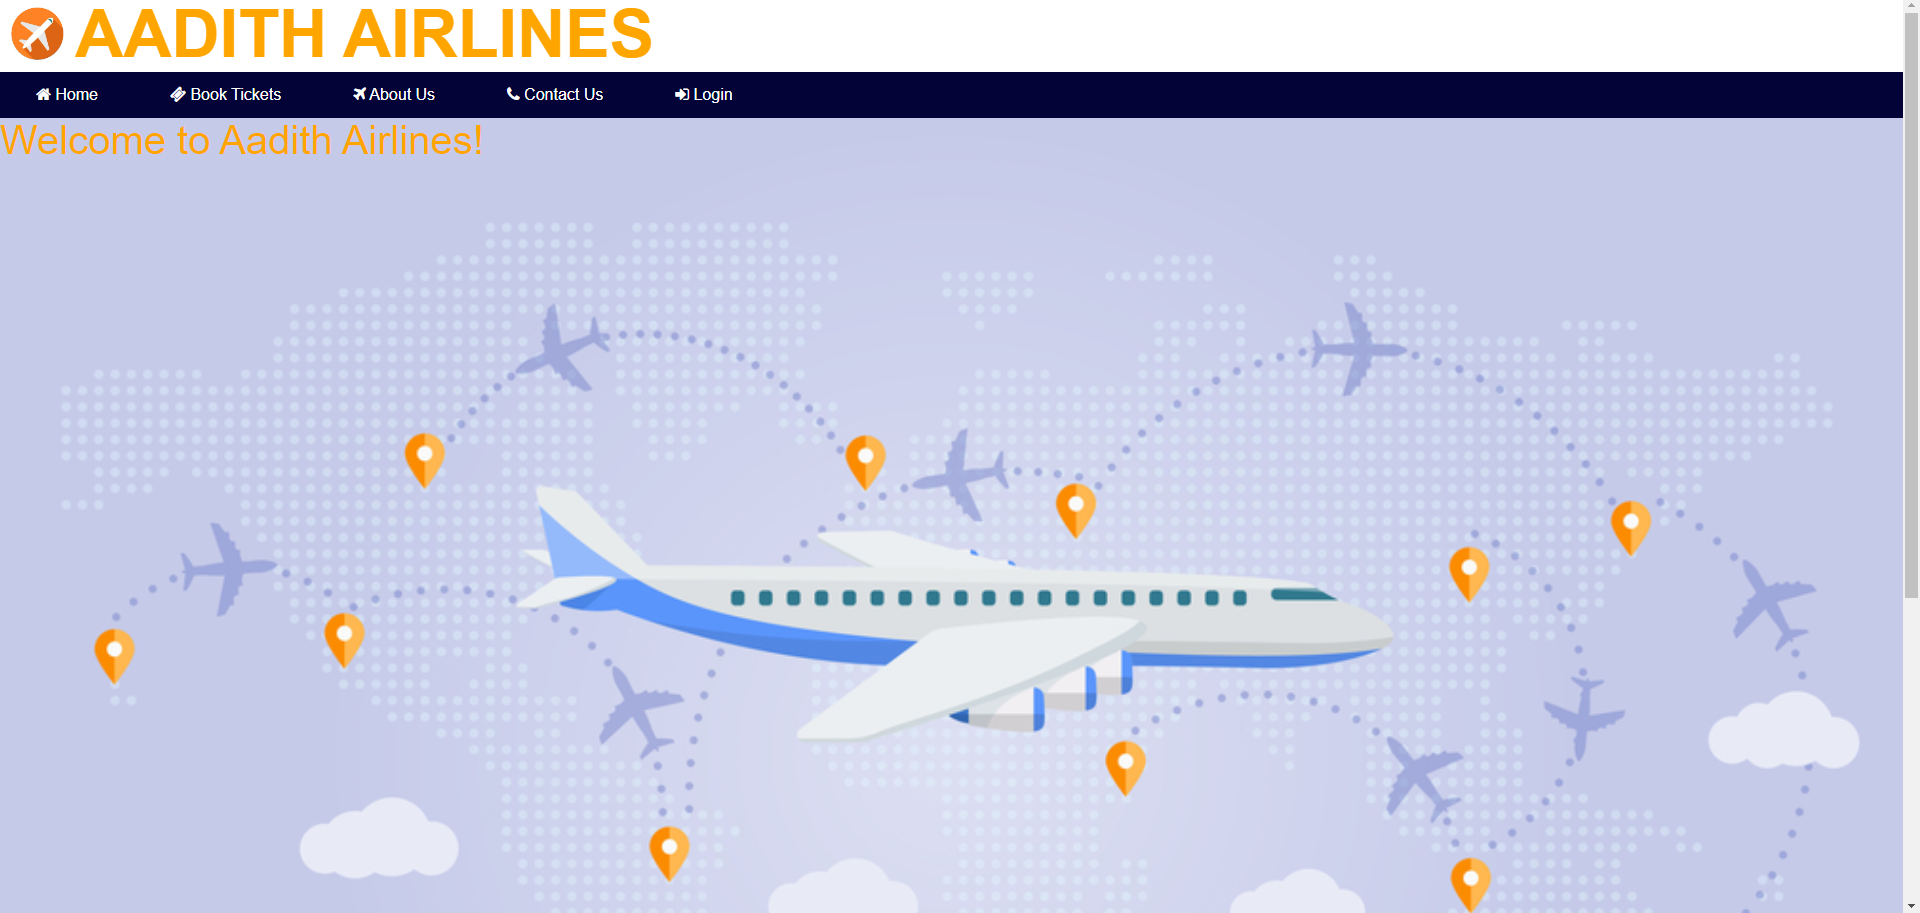 AADITH AIRLINES
Home Book Tickets About Us Contact Us Login
Welcome to Aadith Airlines!